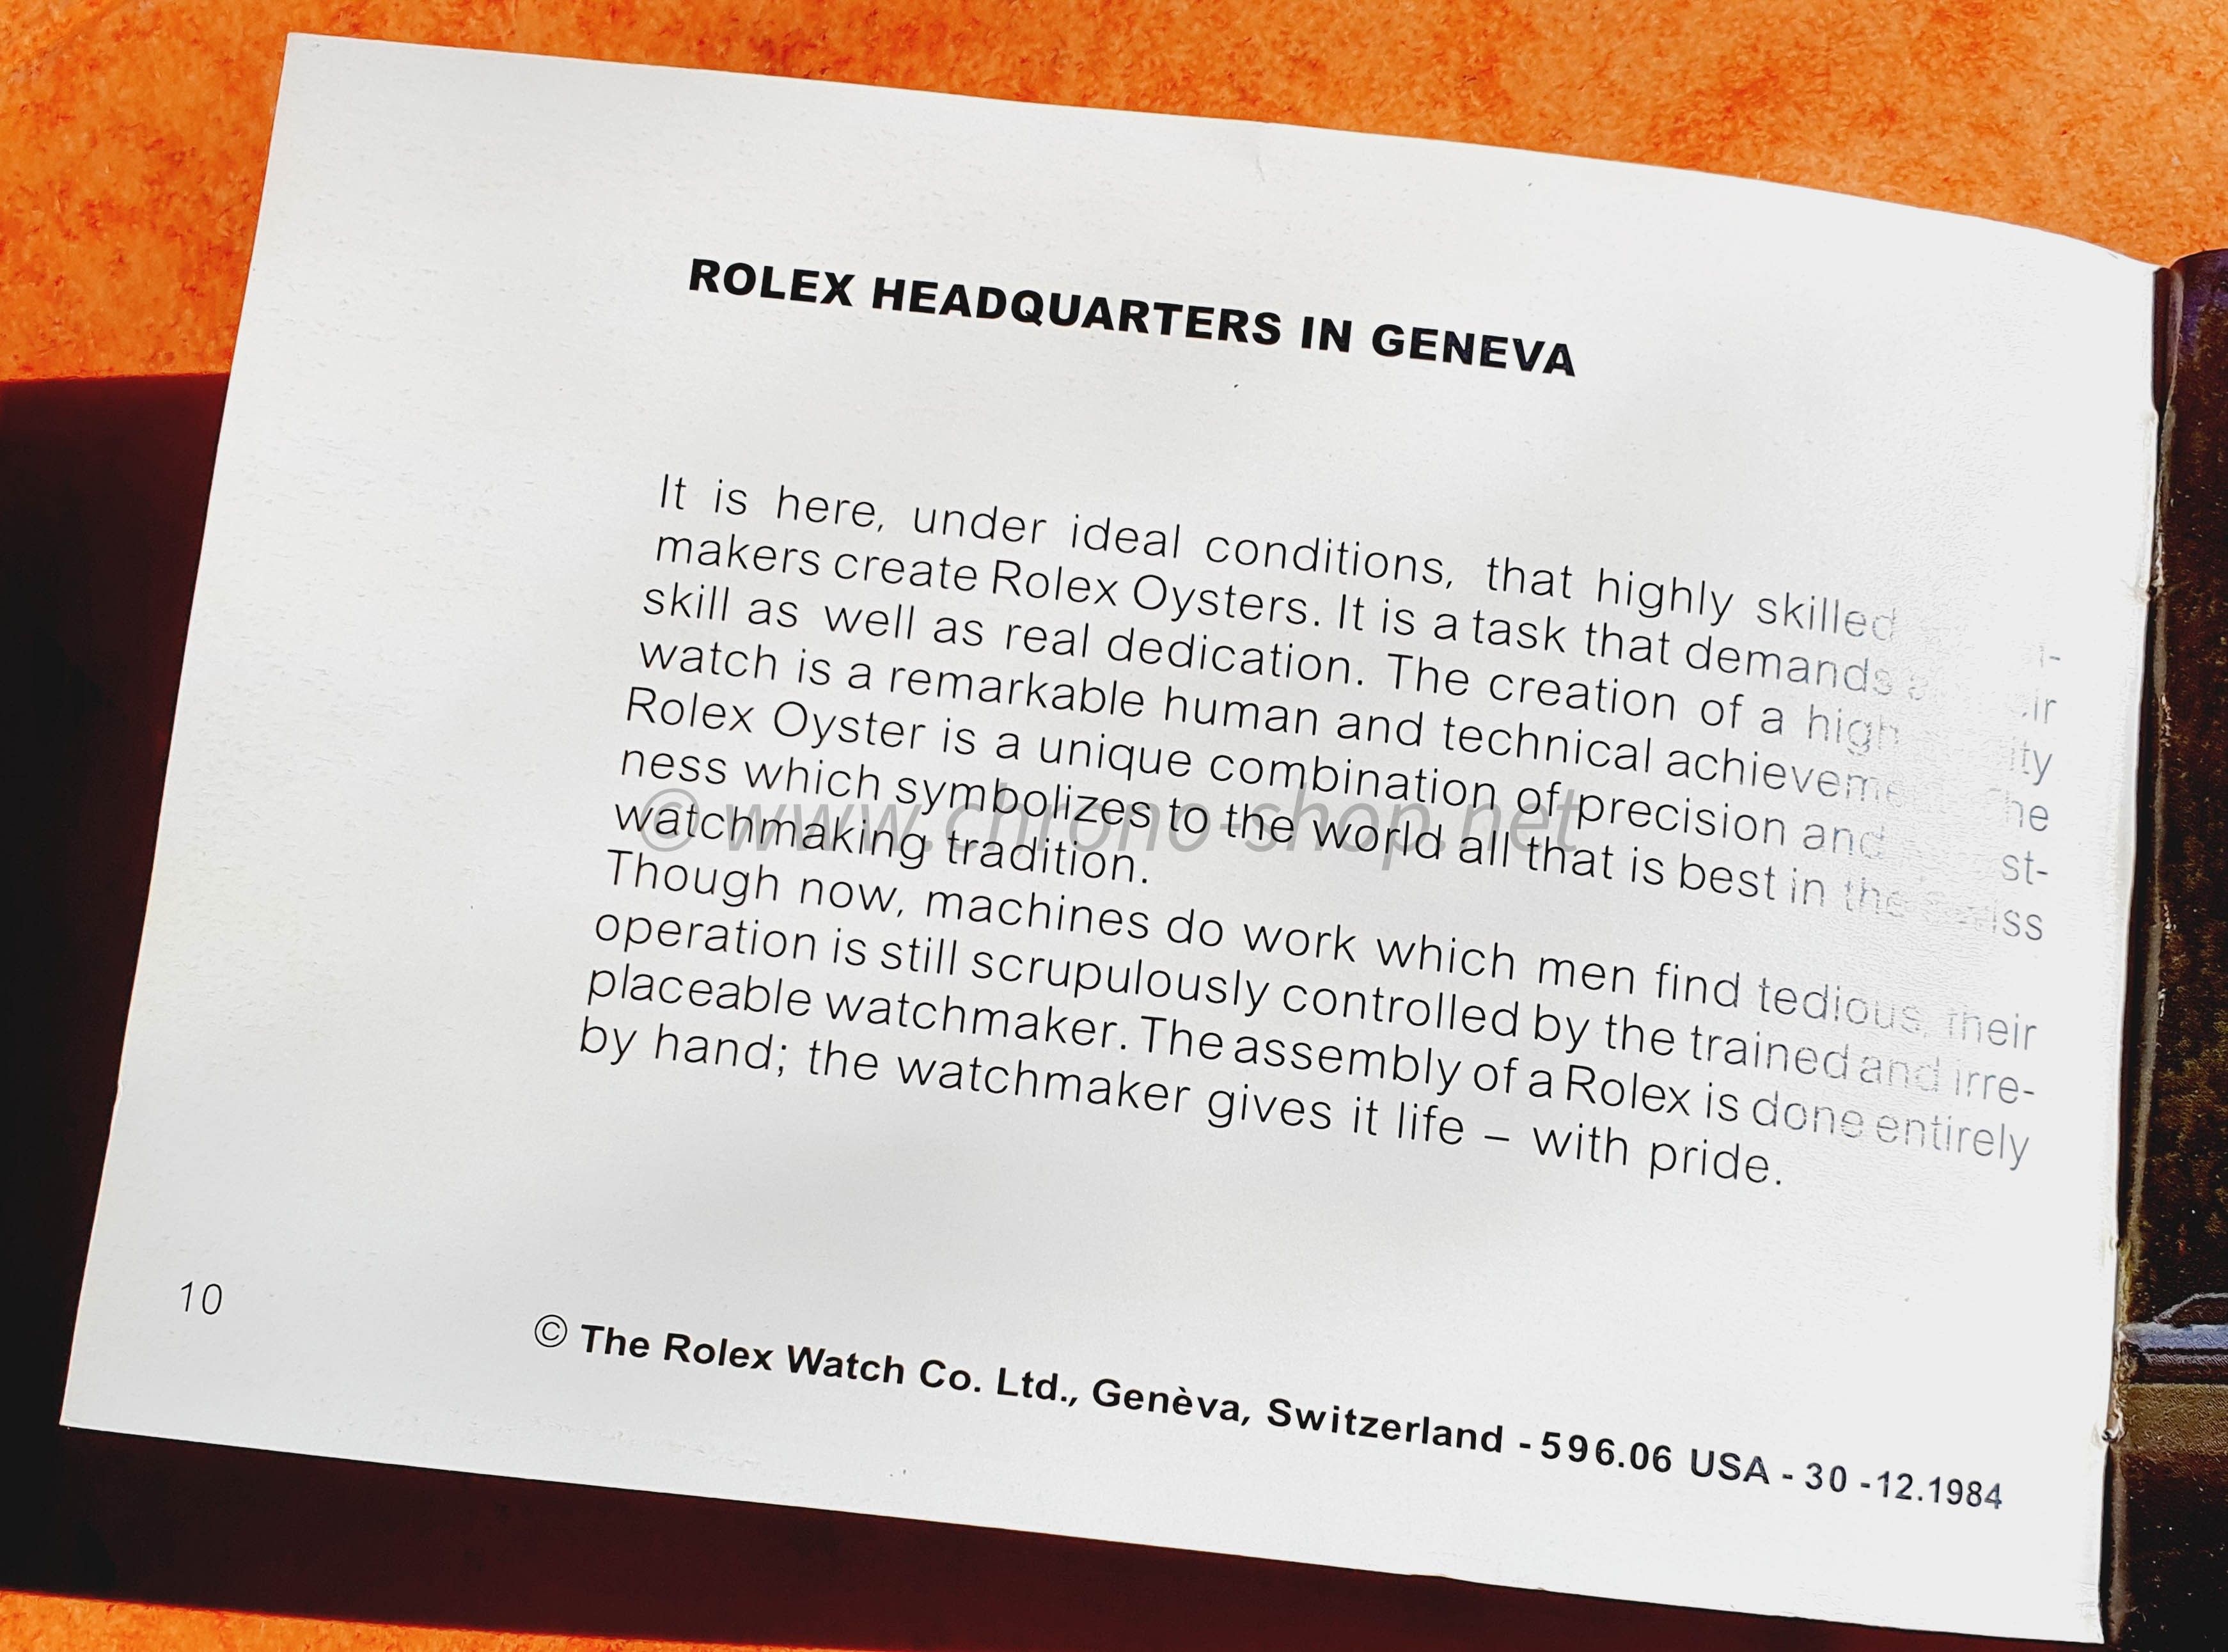 ROLEX HEADQUARTERS IN GENEVA
It is here, under ideal conditions, that highly skilled
makers create Rolex Oysters. It is a task that demands
skill as well as real dedication. The creation of a high
watch is a remarkable human and technical achievement. The
Rolex Oyster is a unique combination of precision and
ness which symbolizes to the world all that is best in the Swiss
watchmaking tradition.
Though now, machines do work which men find tedious, their
operation is still scrupulously controlled by the trained and irre-
placeable watchmaker. The assembly of a Rolex is done entirely
by hand; the watchmaker gives it life – with pride.
© www.chrono-shop.net
10
© The Rolex Watch Co. Ltd., Genèva, Switzerland - 596.06 USA - 30 -12.1984